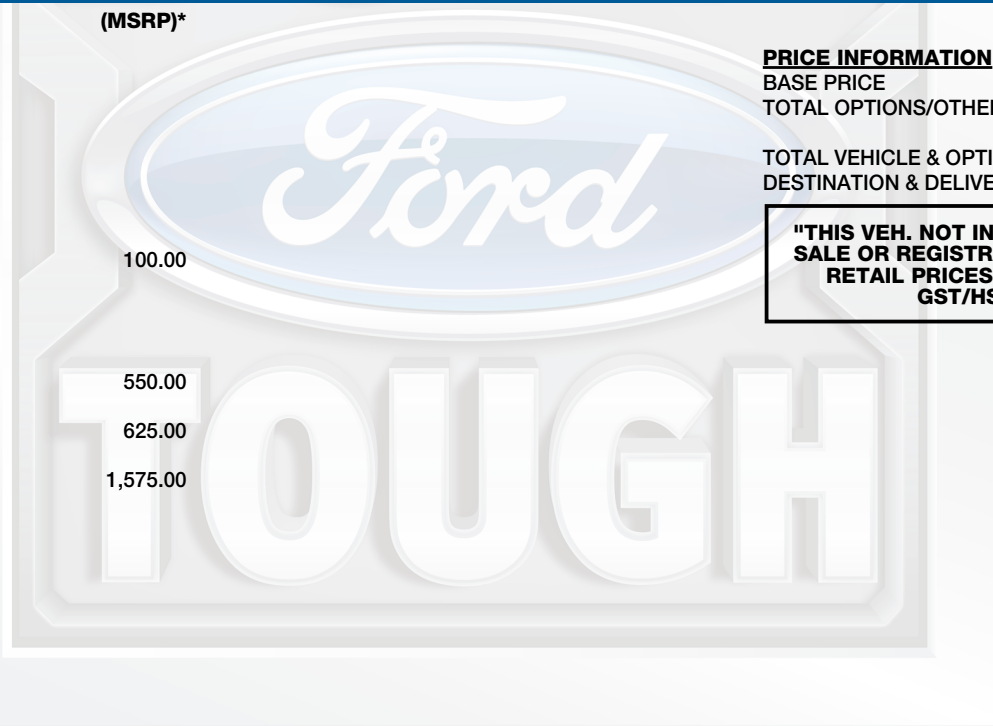 (MSRP)*
PRICE INFORMATION
BASE PRICE
TOTAL OPTIONS/OTHER
TOTAL VEHICLE & OPTI
DESTINATION & DELIVE
"THIS VEH. NOT IN
SALE OR REGISTR
RETAIL PRICES
GST/HS
100.00
550.00
625.00
1,575.00
Ford
TOUGH